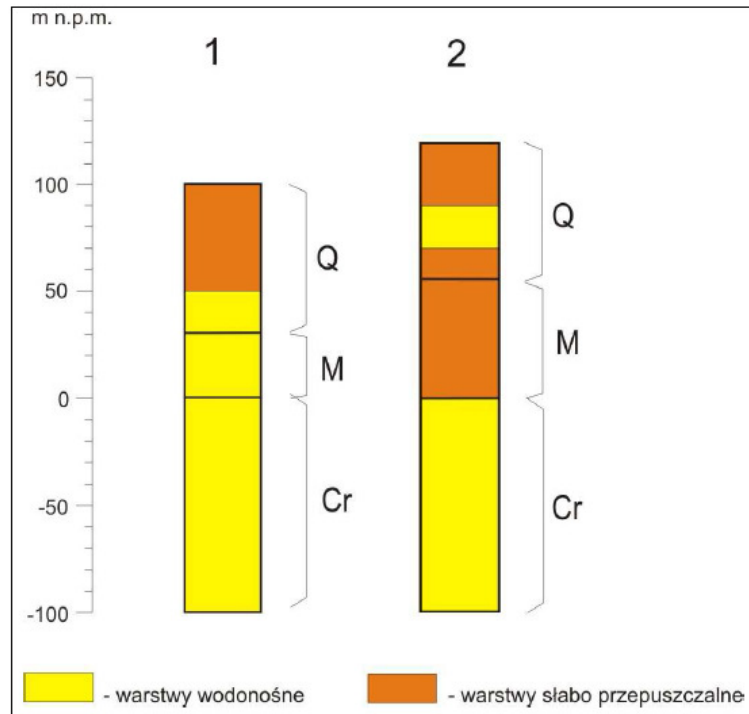 m n.p.m.
1
2
150
100
50
0
-50
-100
Q
M
Cr
Q
M
Cr
- warstwy wodonośne
- warstwy słabo przepuszczalne